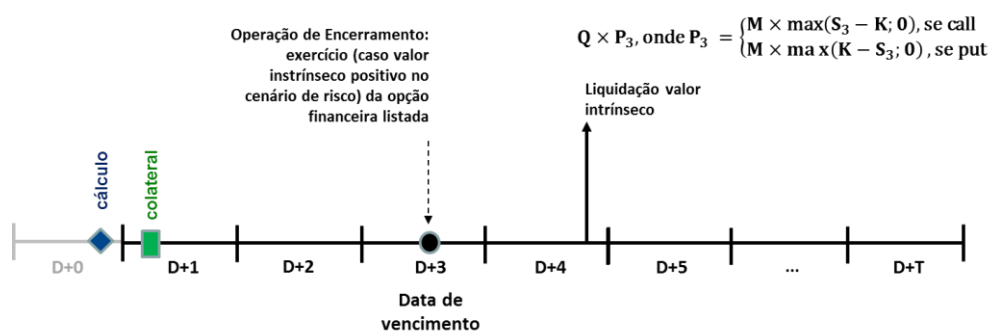 Operação de Encerramento:
exercício (caso valor
instrínseco positivo no
cenário de risco) da opção
financeira listada
Q × P₃, onde P₃ = {M × max(S₃ − K; 0), se call
M × ma x(K − S₃; 0) , se put
Liquidação valor
intrínseco
cálculo
colateral
D+0 D+1 D+2 D+3 D+4 D+5 ... D+T
Data de
vencimento